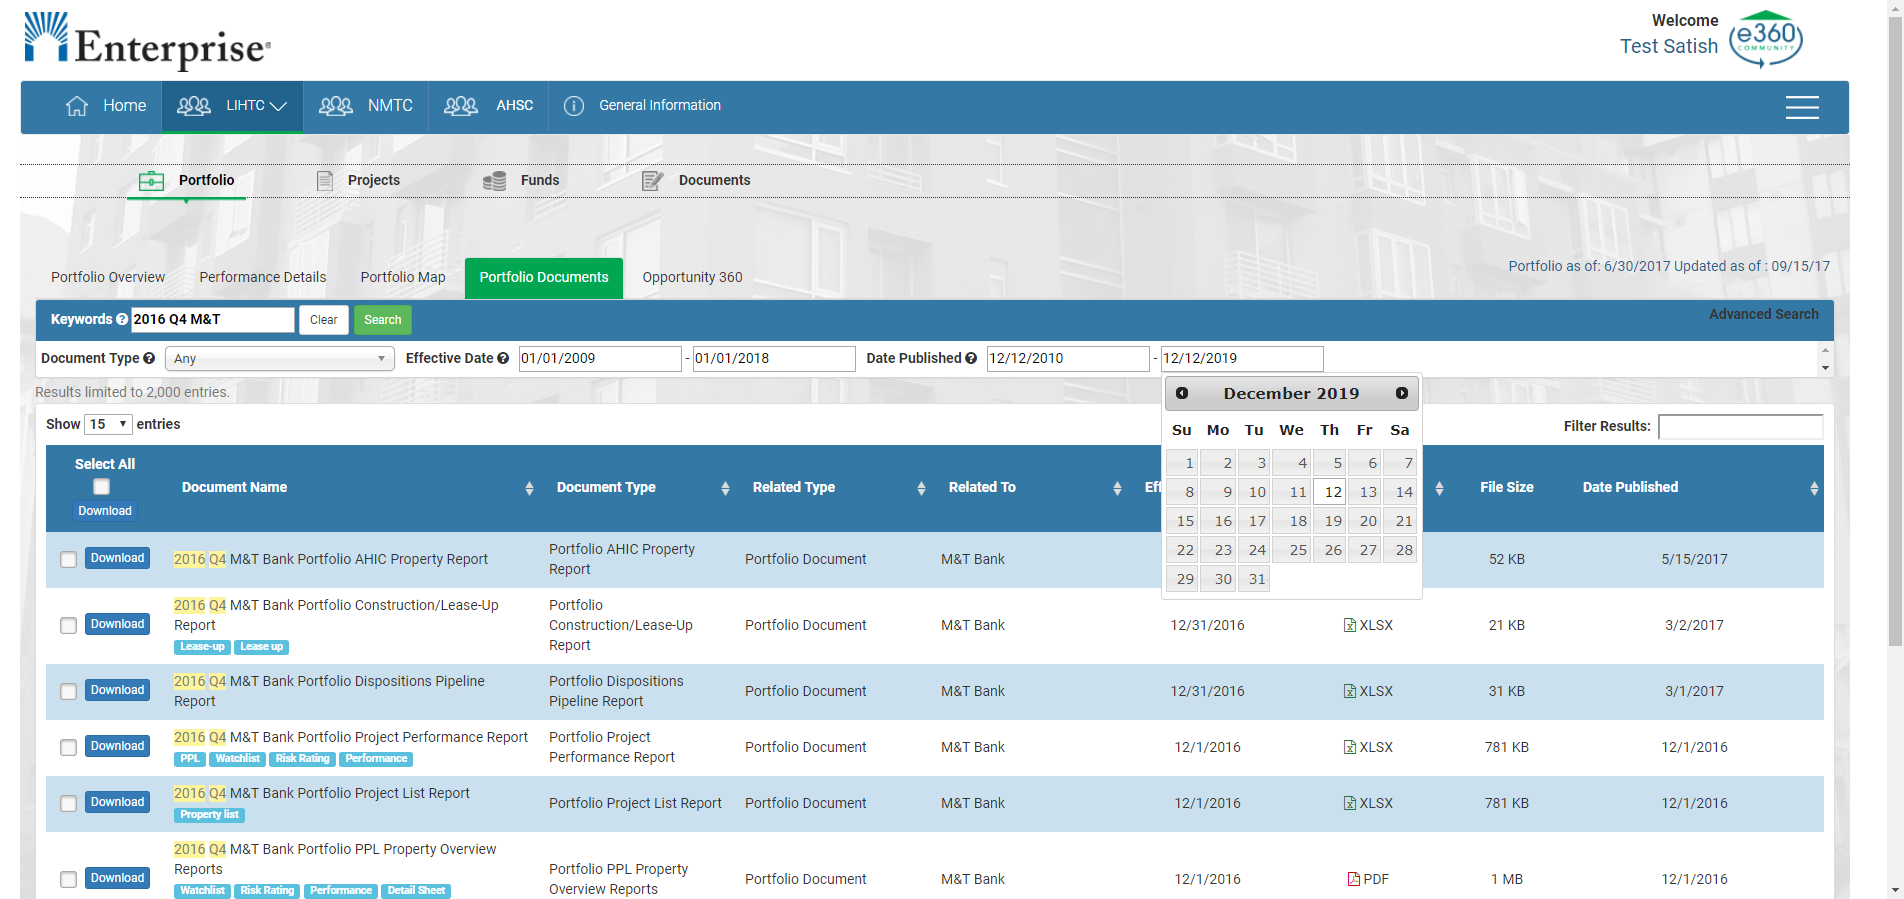 Enterprise
Welcome
Test Satish
e360
COMMUNITY
Home
LIHTC
NMTC
AHSC
General Information
Portfolio
Projects
Funds
Documents
Portfolio Overview
Performance Details
Portfolio Map
Portfolio Documents
Opportunity 360
Portfolio as of: 6/30/2017 Updated as of : 09/15/17
Keywords ? 2016 Q4 M&T Clear Search
Advanced Search
Document Type ? Any Effective Date ? 01/01/2009 - 01/01/2018 Date Published ? 12/12/2010 - 12/12/2019
Results limited to 2,000 entries.
Show 15 entries
Filter Results:
December 2019
Su Mo Tu We Th Fr Sa
1 2 3 4 5 6 7
8 9 10 11 12 13 14
15 16 17 18 19 20 21
22 23 24 25 26 27 28
29 30 31
Select All
Download
Document Name Document Type Related Type Related To Eff File Size Date Published
Download
2016 Q4 M&T Bank Portfolio AHIC Property Report
Portfolio AHIC Property
Report
Portfolio Document
M&T Bank
52 KB
5/15/2017
Download
2016 Q4 M&T Bank Portfolio Construction/Lease-Up
Report
Lease-up Lease up
Portfolio
Construction/Lease-Up
Report
Portfolio Document
M&T Bank
12/31/2016
XLSX
21 KB
3/2/2017
Download
2016 Q4 M&T Bank Portfolio Dispositions Pipeline
Report
Portfolio Dispositions
Pipeline Report
Portfolio Document
M&T Bank
12/31/2016
XLSX
31 KB
3/1/2017
Download
2016 Q4 M&T Bank Portfolio Project Performance Report
PPL Watchlist Risk Rating Performance
Portfolio Project
Performance Report
Portfolio Document
M&T Bank
12/1/2016
XLSX
781 KB
12/1/2016
Download
2016 Q4 M&T Bank Portfolio Project List Report
Property list
Portfolio Project List Report
Portfolio Document
M&T Bank
12/1/2016
XLSX
781 KB
12/1/2016
Download
2016 Q4 M&T Bank Portfolio PPL Property Overview
Reports
Watchlist Risk Rating Performance Detail Sheet
Portfolio PPL Property
Overview Reports
Portfolio Document
M&T Bank
12/1/2016
PDF
1 MB
12/1/2016